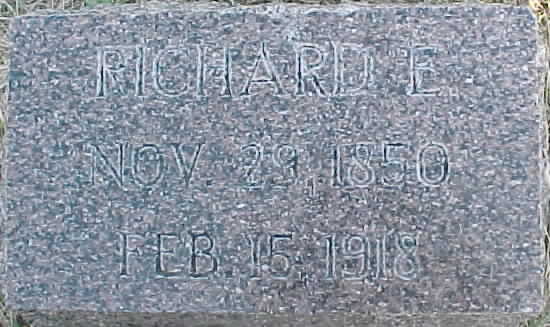 RICHARD E.
NOV. 29, 1850
FEB. 15, 1918